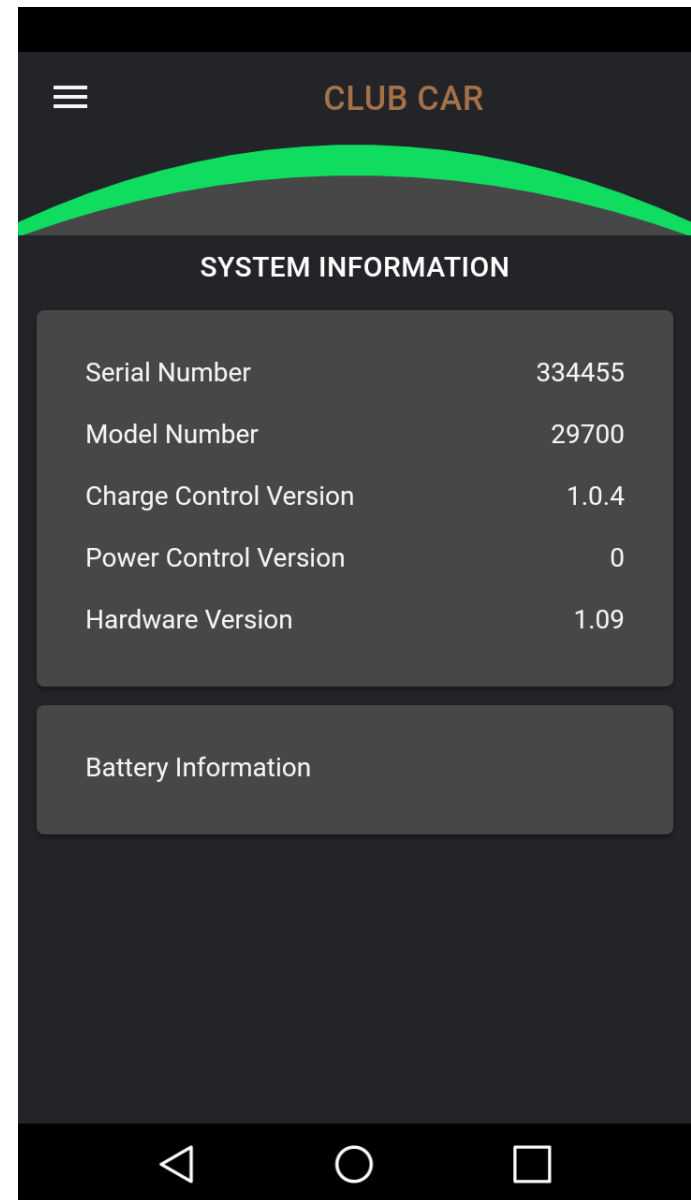 CLUB CAR
SYSTEM INFORMATION
Serial Number 334455
Model Number 29700
Charge Control Version 1.0.4
Power Control Version 0
Hardware Version 1.09
Battery Information